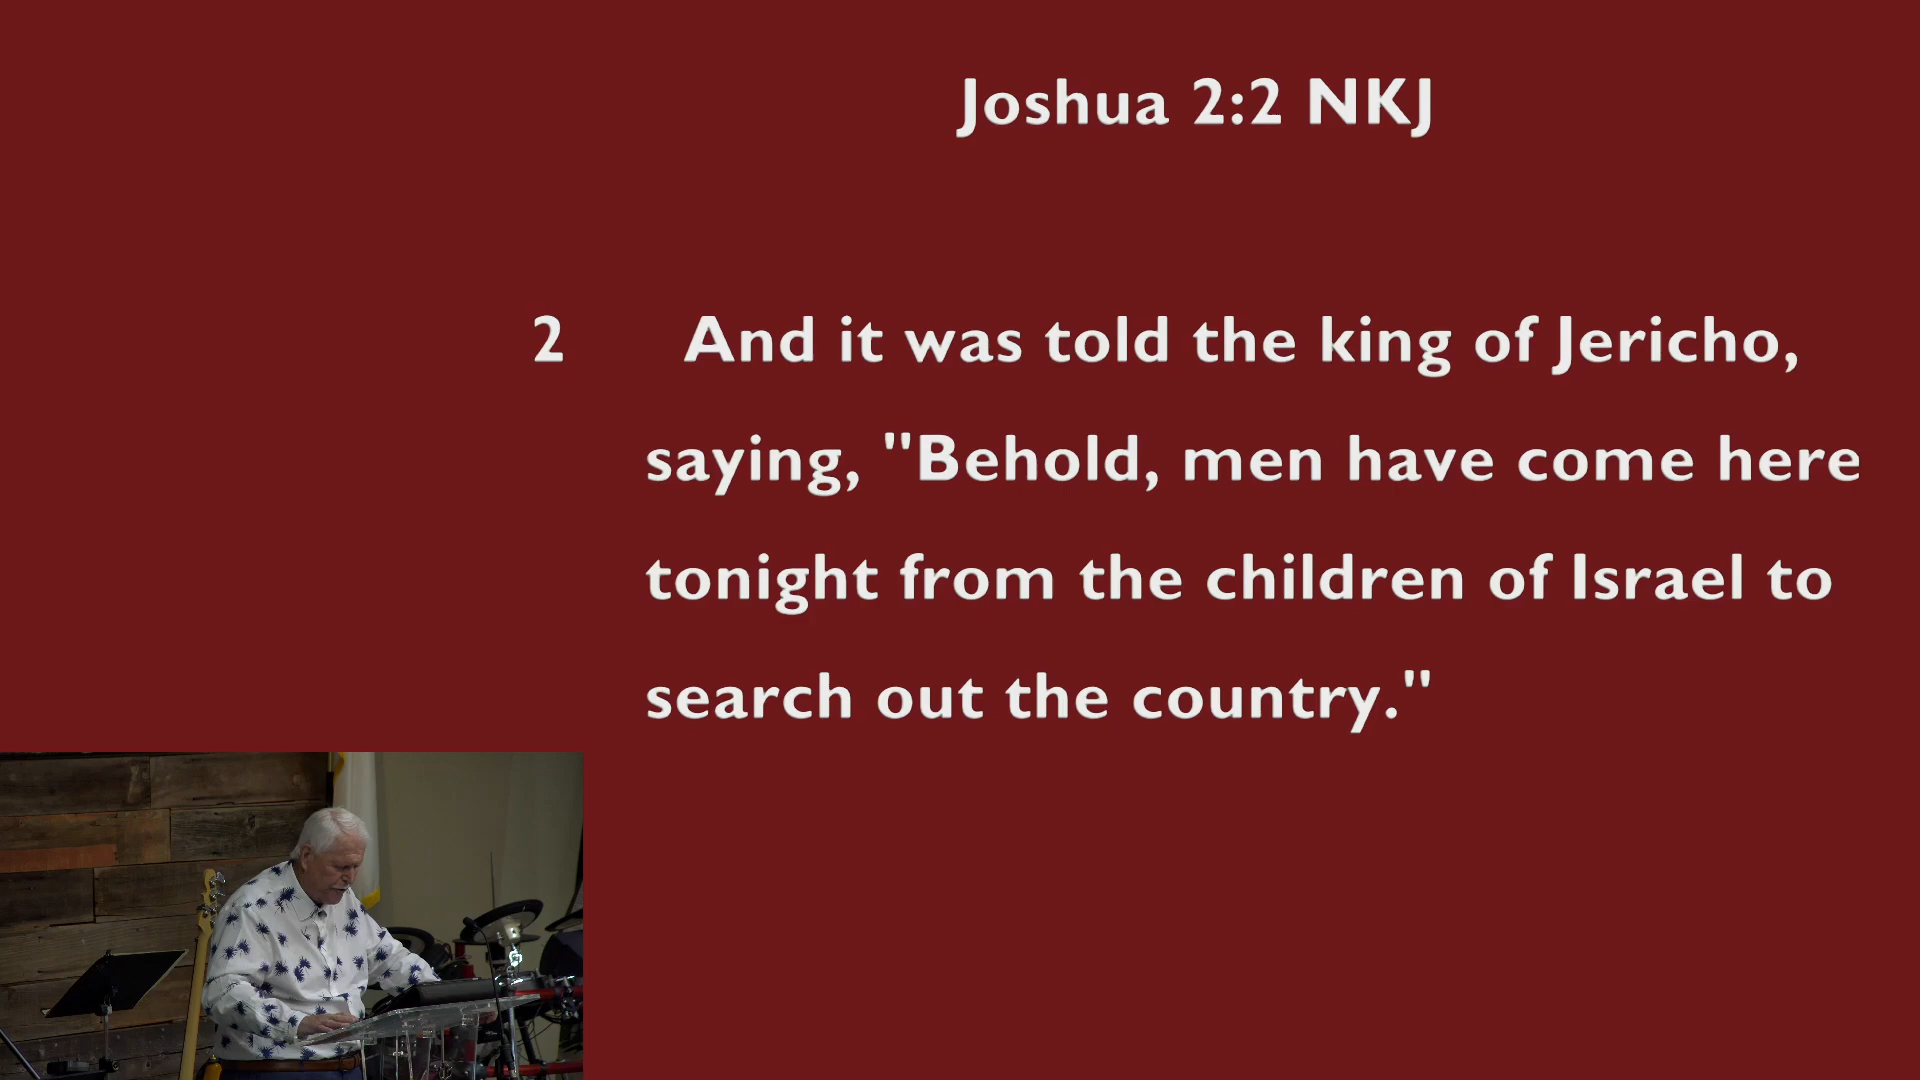 Joshua 2:2 NKJ
2 And it was told the king of Jericho,
saying, "Behold, men have come here
tonight from the children of Israel to
search out the country."